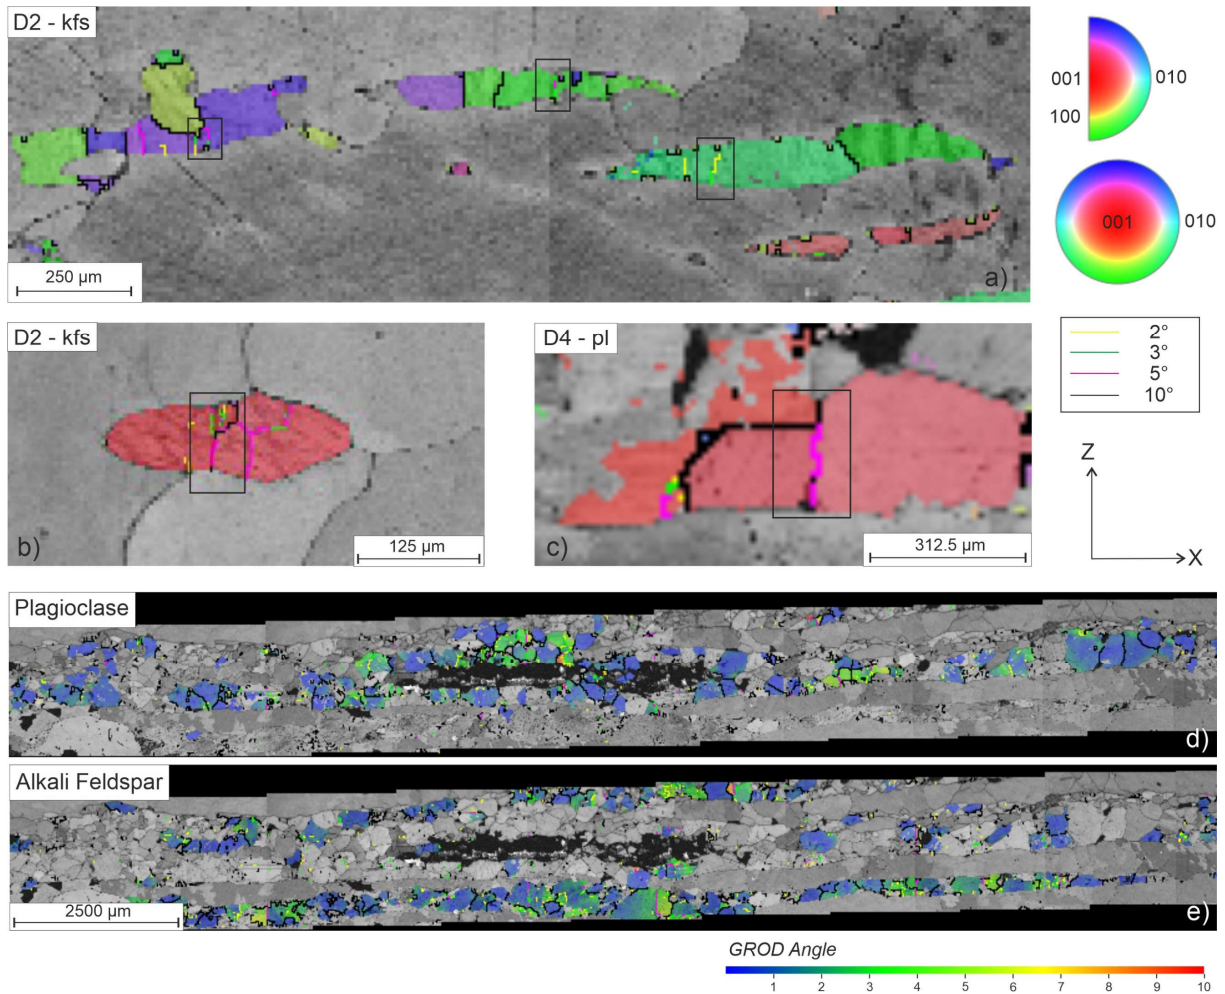 D2 - kfs
001
010
100
001
010
250 µm
a)
D2 - kfs
D4 - pl
2°
3°
5°
10°
b)
125 µm
c)
312.5 µm
Z
X
Plagioclase
d)
Alkali Feldspar
2500 µm
e)
GROD Angle
1 2 3 4 5 6 7 8 9 10